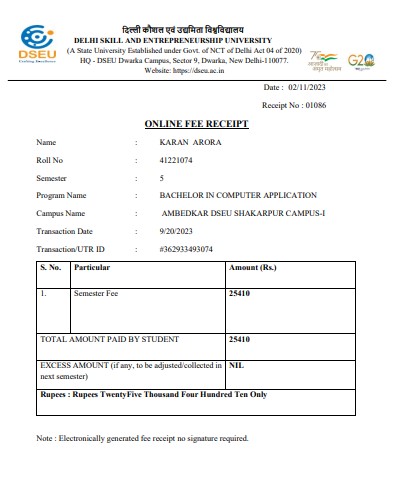 दिल्ली कौशल एवं उद्यमिता विश्वविद्यालय
DELHI SKILL AND ENTREPRENEURSHIP UNIVERSITY
(A State University Established under Govt. of NCT of Delhi Act 04 of 2020)
HQ - DSEU Dwarka Campus, Sector 9, Dwarka, New Delhi-110077.
Website: https://dseu.ac.in
DSEU
आज़ादी का
अमृत महोत्सव
G20
Date : 02/11/2023
Receipt No : 01086
ONLINE FEE RECEIPT
Name : KARAN ARORA
Roll No : 41221074
Semester : 5
Program Name : BACHELOR IN COMPUTER APPLICATION
Campus Name : AMBEDKAR DSEU SHAKARPUR CAMPUS-I
Transaction Date : 9/20/2023
Transaction/UTR ID : #362933493074
S. No. Particular Amount (Rs.)
1. Semester Fee 25410
TOTAL AMOUNT PAID BY STUDENT 25410
EXCESS AMOUNT (if any, to be adjusted/collected in NIL
next semester)
Rupees : Rupees TwentyFive Thousand Four Hundred Ten Only
Note : Electronically generated fee receipt no signature required.